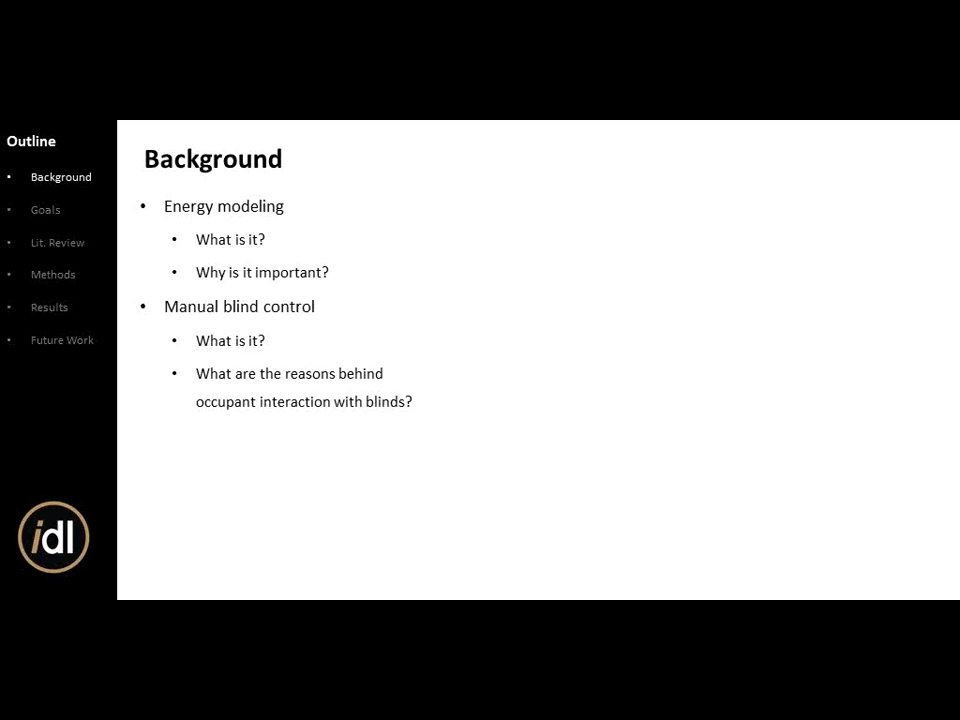 Outline
• Background
• Goals
• Lit. Review
• Methods
• Results
• Future Work
idl
Background
• Energy modeling
• What is it?
• Why is it important?
• Manual blind control
• What is it?
• What are the reasons behind
occupant interaction with blinds?